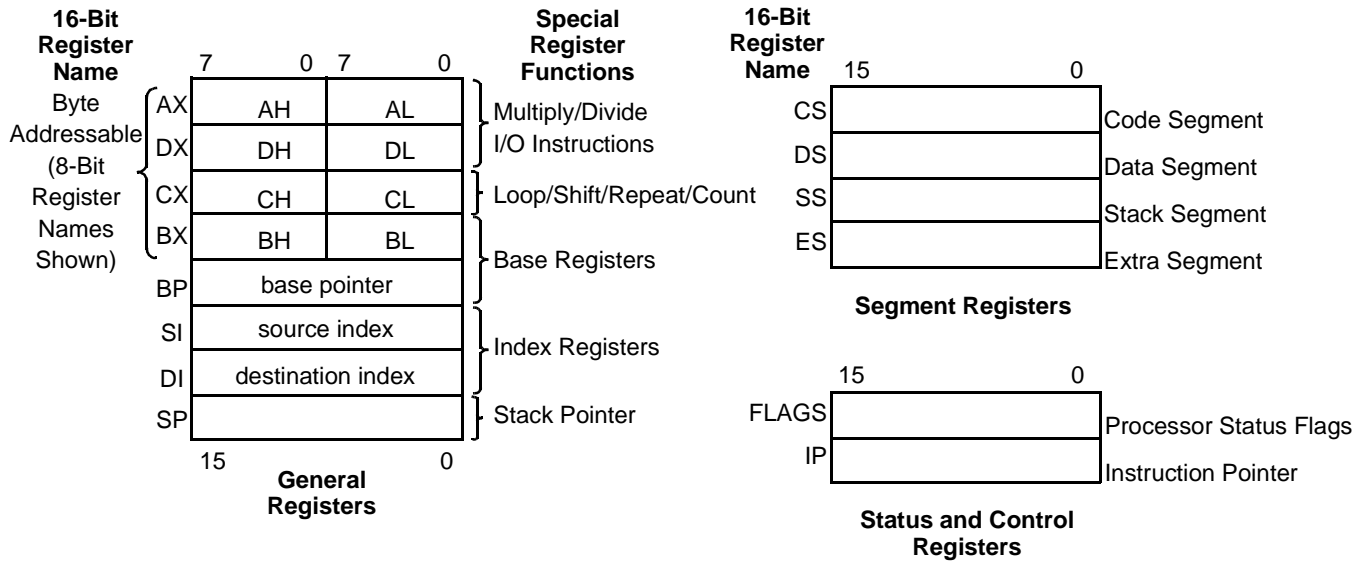 16-Bit
Register
Name
Special
Register
Functions
7 0 7 0
Byte
Addressable
(8-Bit
Register
Names
Shown)
AX AH AL
DX DH DL
CX CH CL
BX BH BL
BP base pointer
SI source index
DI destination index
SP
Multiply/Divide
I/O Instructions
Loop/Shift/Repeat/Count
Base Registers
Index Registers
Stack Pointer
15 0
General
Registers
16-Bit
Register
Name
15 0
CS Code Segment
DS Data Segment
SS Stack Segment
ES Extra Segment
Segment Registers
15 0
FLAGS Processor Status Flags
IP Instruction Pointer
Status and Control
Registers